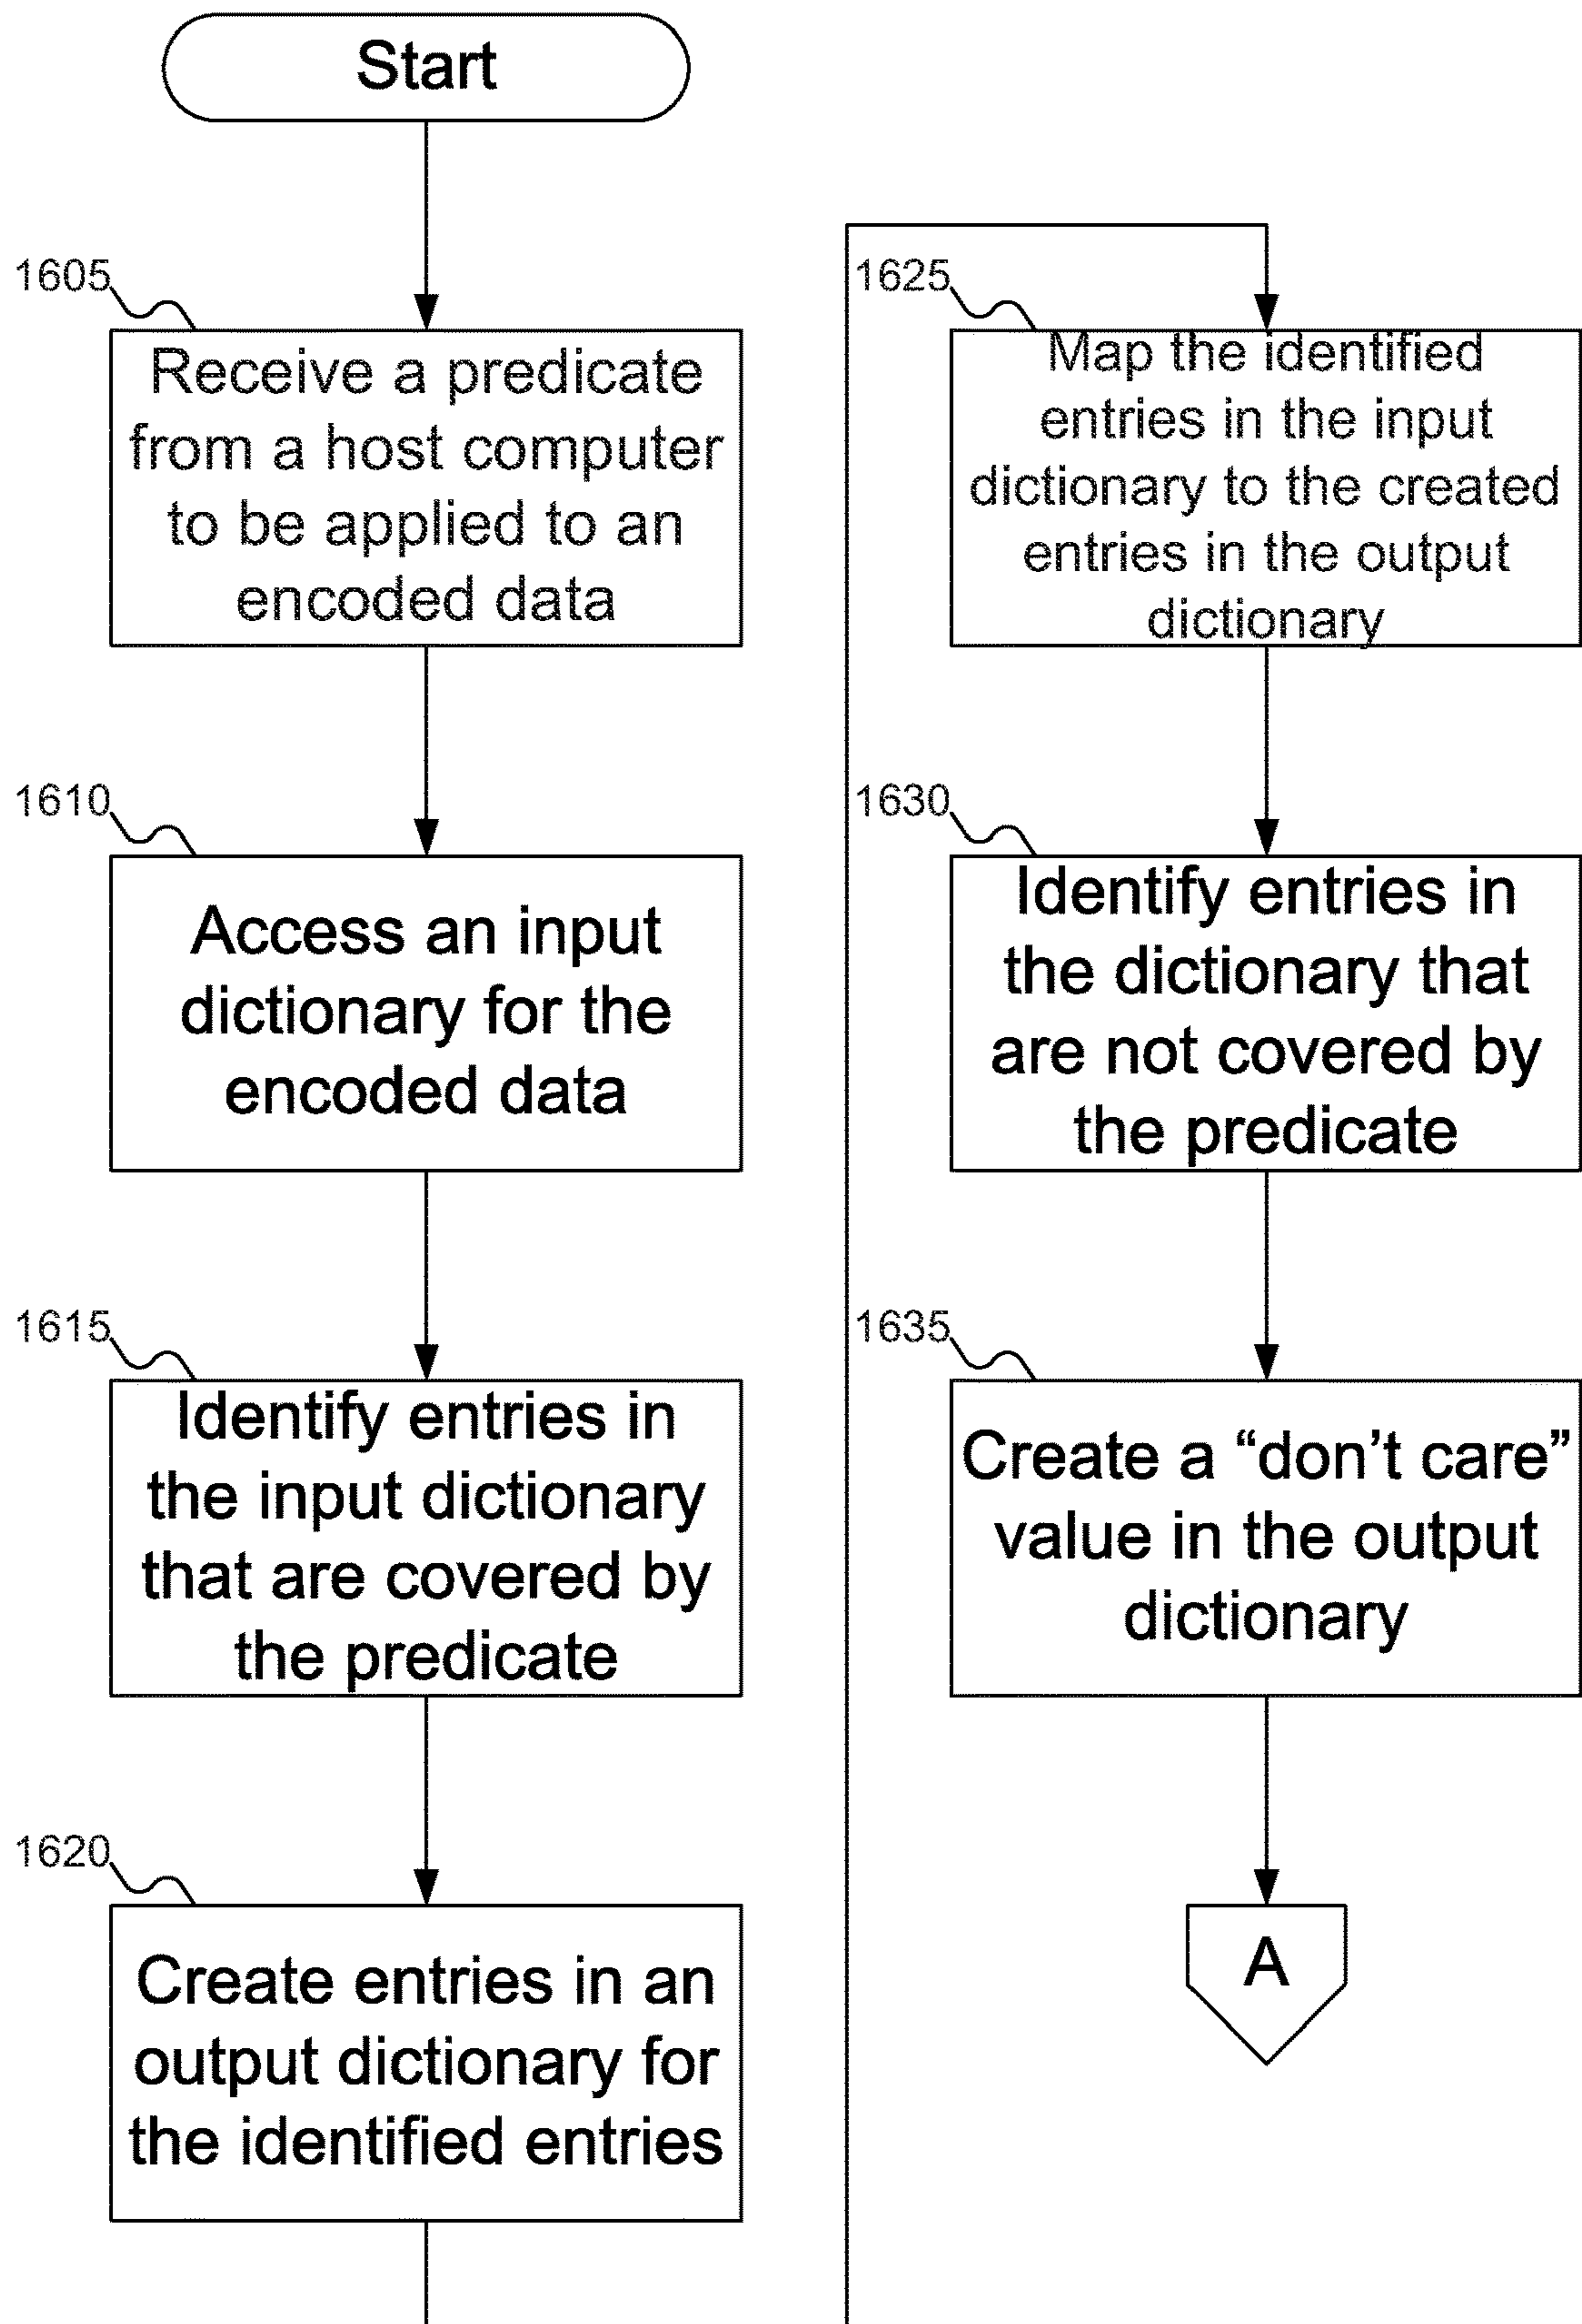 Start
1605
Receive a predicate
from a host computer
to be applied to an
encoded data
1610
Access an input
dictionary for the
encoded data
1615
Identify entries in
the input dictionary
that are covered by
the predicate
1620
Create entries in an
output dictionary for
the identified entries
1625
Map the identified
entries in the input
dictionary to the created
entries in the output
dictionary
1630
Identify entries in
the dictionary that
are not covered by
the predicate
1635
Create a “don’t care”
value in the output
dictionary
A